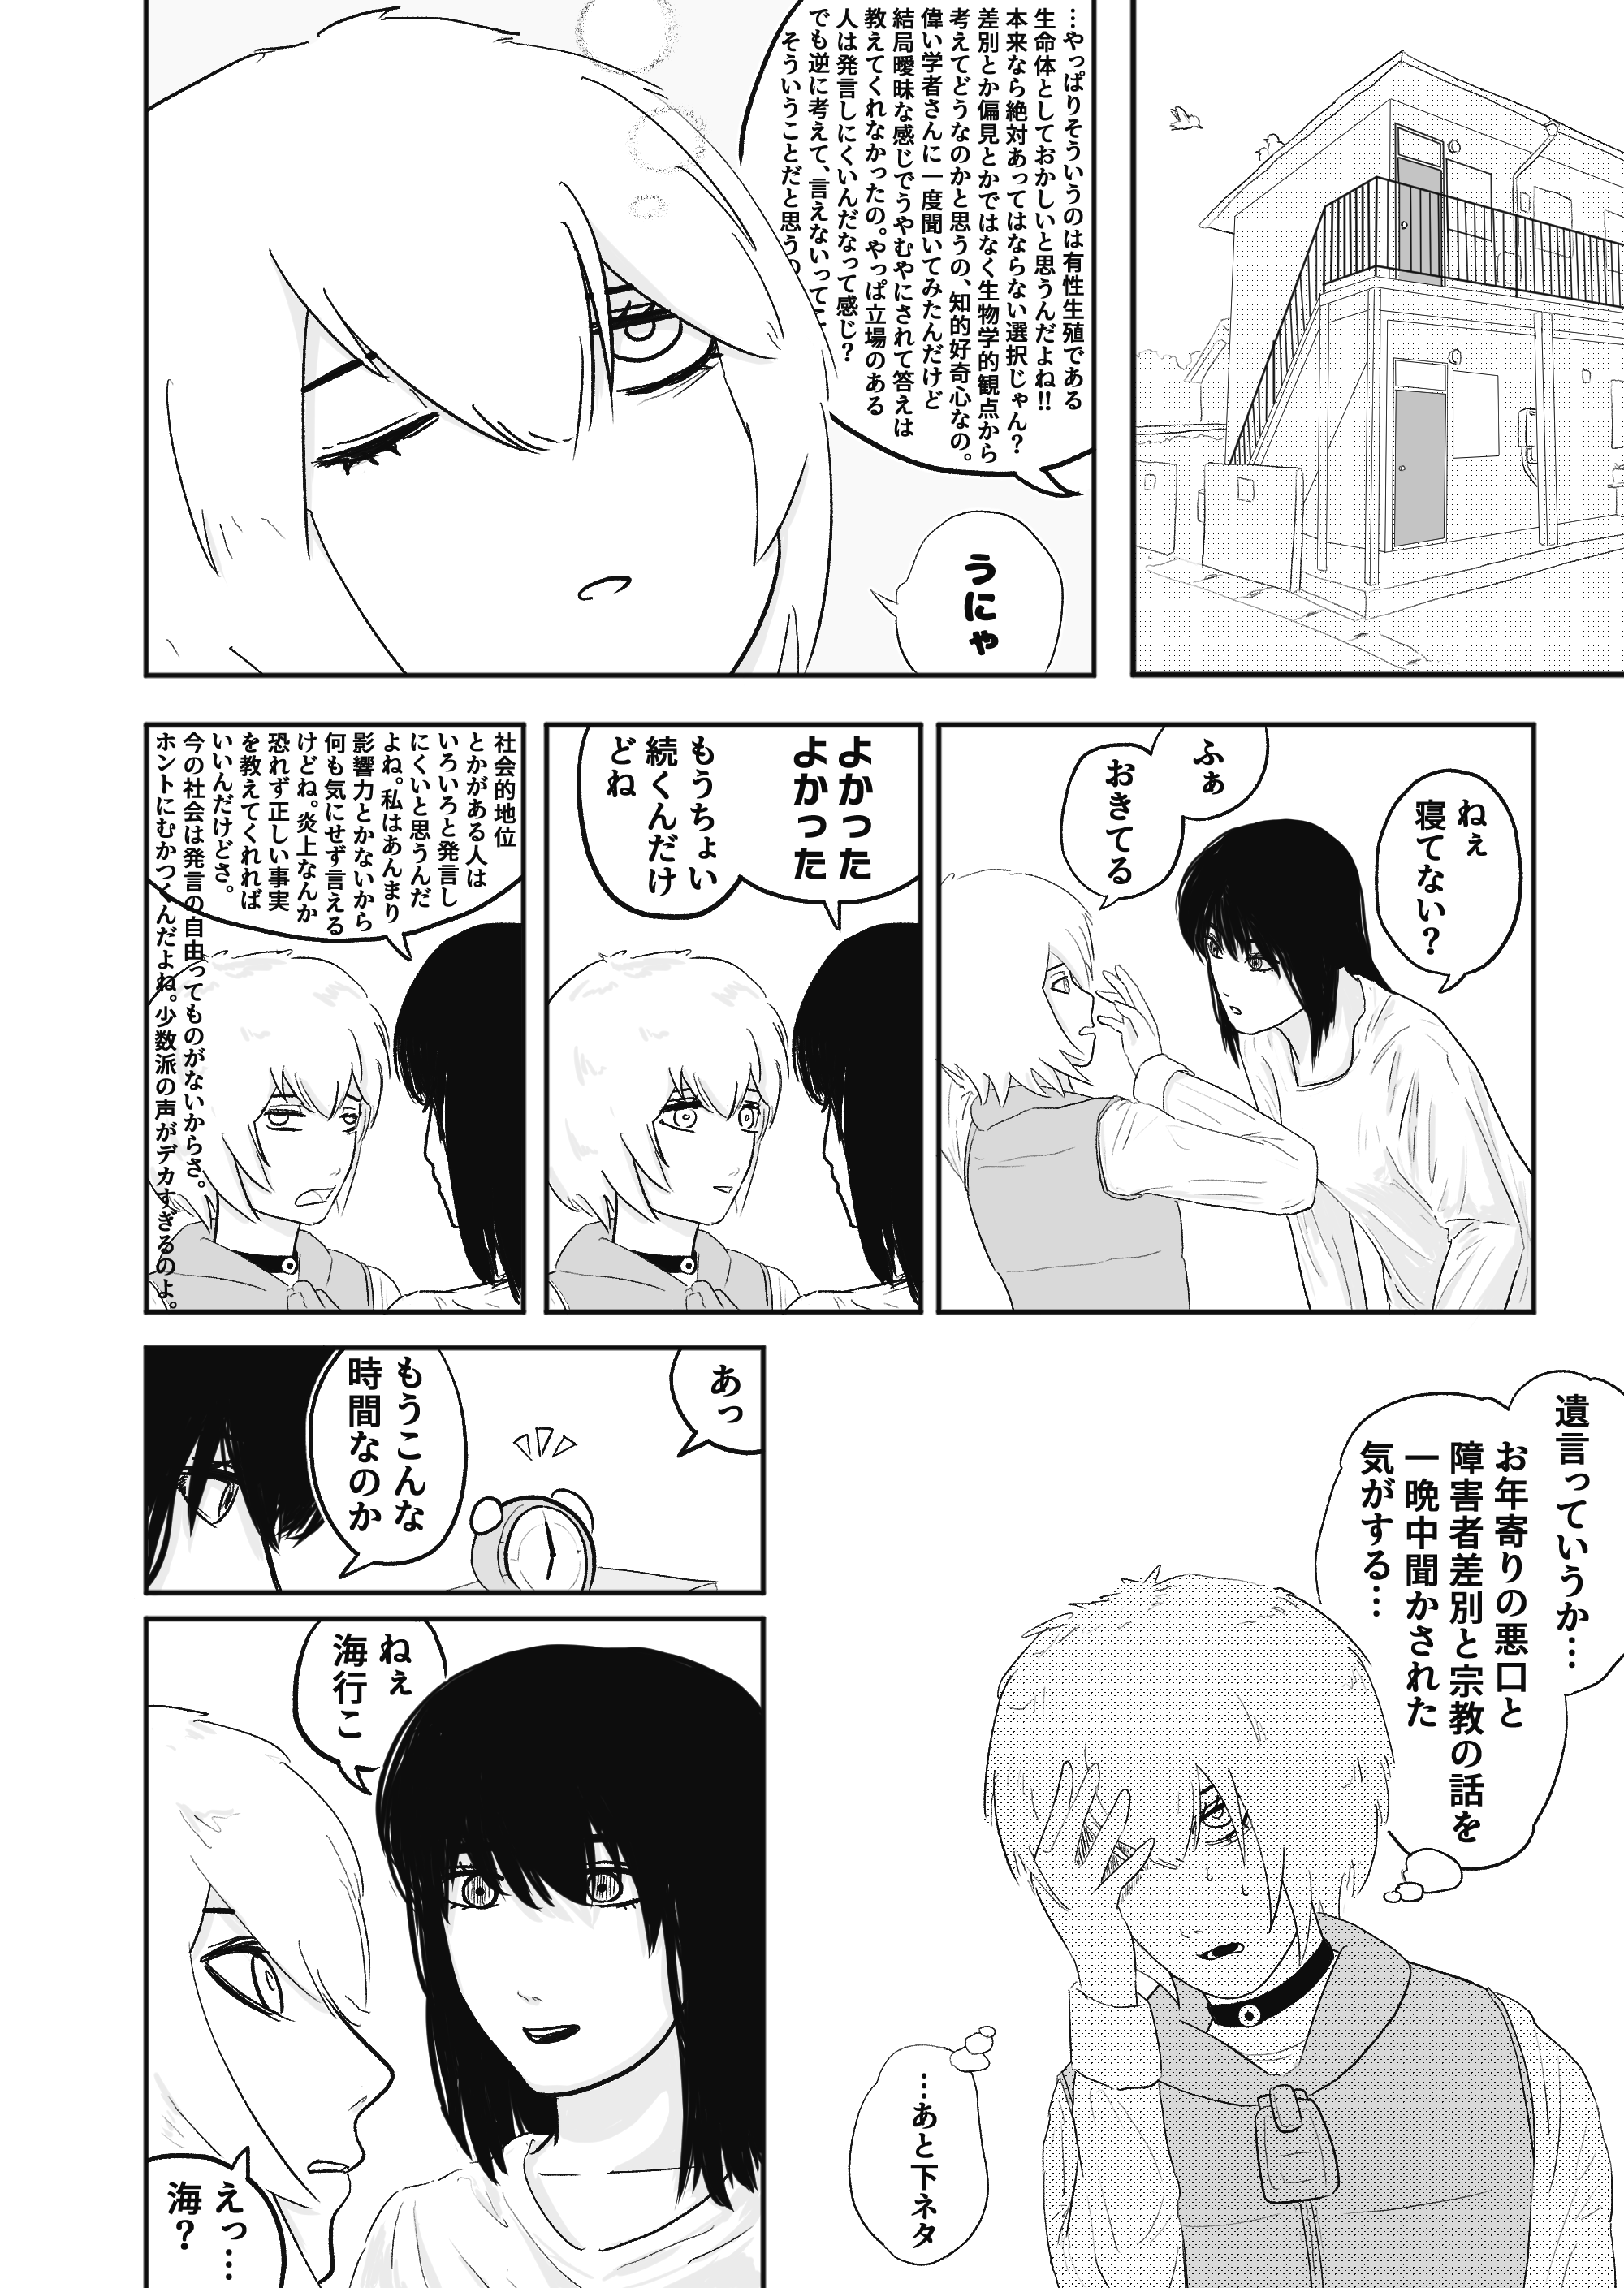 …やっぱりそういうのは有性生殖である
生命体としておかしいと思うんだよね!!
本来なら絶対あってはならない選択じゃん?
差別とか偏見とかではなく生物学的観点から
考えてどうなのかと思うの、知的好奇心なの。
偉い学者さんに一度聞いてみたんだけど
結局曖昧な感じでうやむやにされて答えは
教えてくれなかったの。やっぱ立場のある
人は発言しにくいんだなって感じ?
でも逆に考えて、言えないってこ
そういうことだと思うの
うにゃ
ねぇ
寝てない?
ふぁ
おきてる
よかった
よかった
もうちょい
続くんだけ
どね
社会的地位
とかがある人は
いろいろと発言し
にくいと思うんだ
よね。私はあんまり
影響力とかないから
何も気にせず言える
けどね。炎上なんか
恐れず正しい事実
を教えてくれれば
いいんだけどさ。
今の社会は発言の自由ってものがないからさ。
ホントにむかつくんだよね。少数派の声がデカすぎるのよ。
遺言っていうか…
お年寄りの悪口と
障害者差別と宗教の話を
一晩中聞かされた
気がする…
…あと下ネタ
あっ
もうこんな
時間なのか
ねぇ
海行こ
えっ…
海?